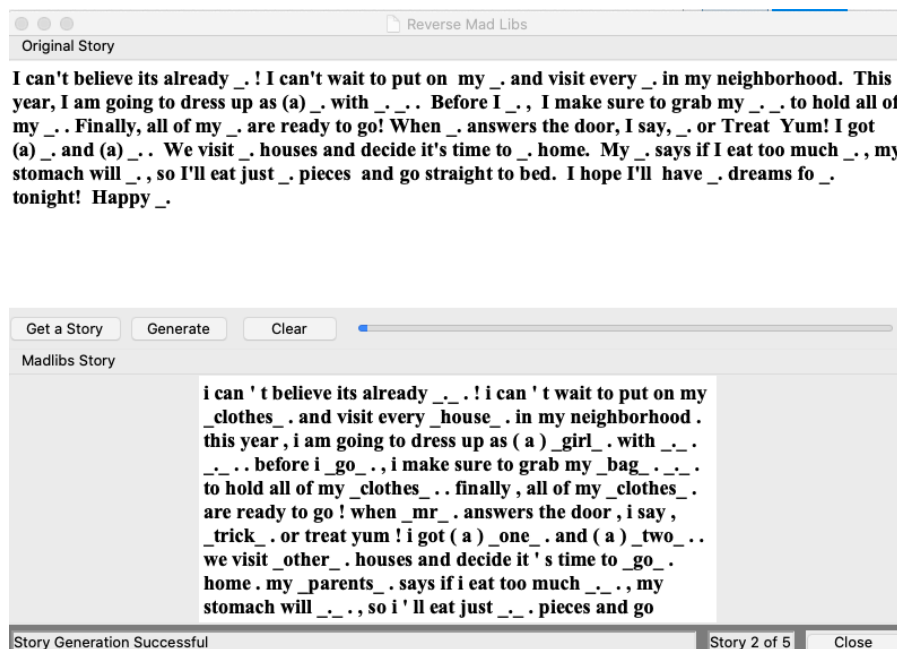 Reverse Mad Libs
Original Story
I can't believe its already _. ! I can't wait to put on  my _. and visit every _. in my neighborhood.  This
year, I am going to dress up as (a) _. with _. _. .  Before I _. ,  I make sure to grab my _. _. to hold all of
my _. . Finally, all of my _. are ready to go! When _. answers the door, I say, _. or Treat  Yum! I got
(a) _. and (a) _. .  We visit _. houses and decide it's time to _. home.  My _. says if I eat too much _. , my
stomach will _. , so I'll eat just _. pieces  and go straight to bed.  I hope I'll  have _. dreams fo _.
tonight!  Happy _.
Get a Story Generate Clear
Madlibs Story
i can ' t believe its already _._ . ! i can ' t wait to put on my
_clothes_ . and visit every _house_ . in my neighborhood .
this year , i am going to dress up as ( a ) _girl_ . with _._ .
_._ . . before i _go_ . , i make sure to grab my _bag_ . _._ .
to hold all of my _clothes_ . . finally , all of my _clothes_ .
are ready to go ! when _mr_ . answers the door , i say ,
_trick_ . or treat yum ! i got ( a ) _one_ . and ( a ) _two_ . .
we visit _other_ . houses and decide it ' s time to _go_ .
home . my _parents_ . says if i eat too much _._ . , my
stomach will _._ . , so i ' ll eat just _._ . pieces and go
Story Generation Successful Story 2 of 5 Close